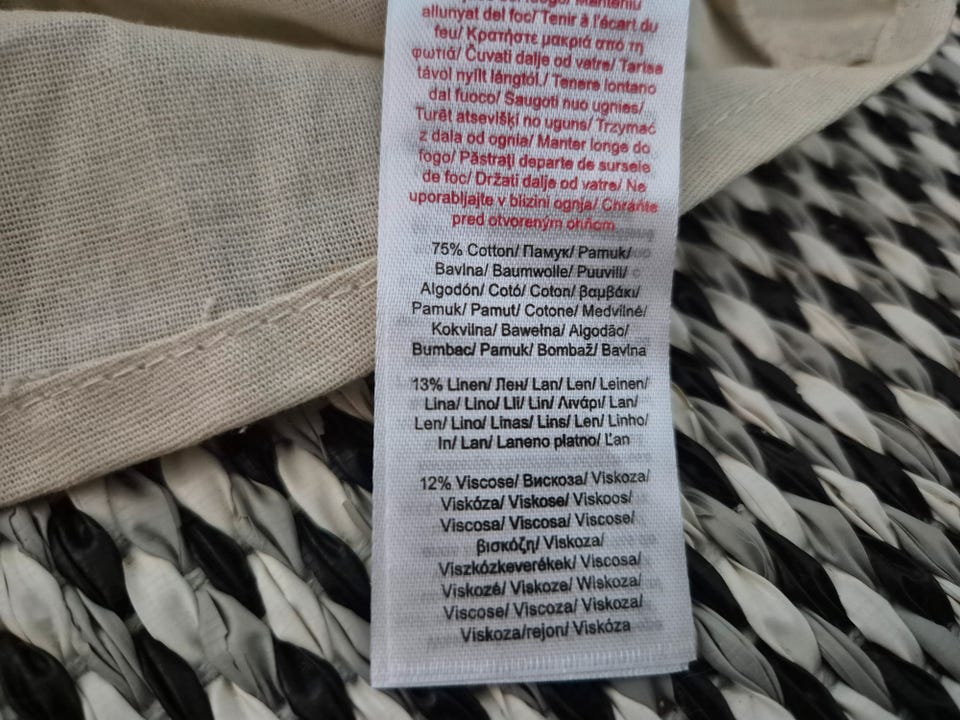 del fuego/ Manteniu
allunyat del foc/ Tenir à l'écart du
feu/ Κρατήστε μακριά από τη
φωτιά/ Čuvati dalje od vatre/ Tartsa
távol nyílt lángtól./ Tenere lontano
dal fuoco/ Saugoti nuo ugnies/
Turēt atsevišķi no uguns/ Trzymać
z dala od ognia/ Manter longe do
fogo/ Păstrați departe de sursele
de foc/ Držati dalje od vatre/ Ne
uporabljajte v bližini ognja/ Chráňte
pred otvoreným ohňom
75% Cotton/ Памук/ Pamuk/
Bavlna/ Baumwolle/ Puuvill/
Algodón/ Cotó/ Coton/ βαμβάκι/
Pamuk/ Pamut/ Cotone/ Medvilnė/
Kokvilna/ Bawełna/ Algodão/
Bumbac/ Pamuk/ Bombaž/ Bavlna
13% Linen/ Лен/ Lan/ Len/ Leinen/
Lina/ Lino/ Lli/ Lin/ Λινάρι/ Lan/
Len/ Lino/ Linas/ Lins/ Len/ Linho/
In/ Lan/ Laneno platno/ Ľan
12% Viscose/ Вискоза/ Viskoza/
Viskóza/ Viskose/ Viskoos/
Viscosa/ Viscosa/ Viscose/
βισκόζη/ Viskoza/
Viszkózkeverékek/ Viscosa/
Viskozė/ Viskoze/ Wiskoza/
Viscose/ Viscoza/ Viskoza/
Viskoza/rejon/ Viskóza